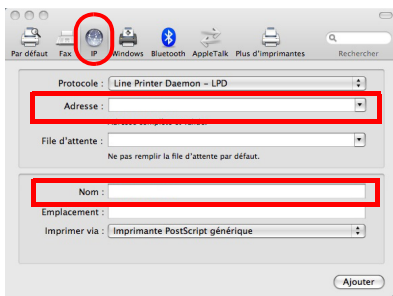 Par défaut Fax IP Windows Bluetooth AppleTalk Plus d'imprimantes Rechercher
Protocole : Line Printer Daemon – LPD
Adresse :
File d'attente :
Ne pas remplir la file d'attente par défaut.
Nom :
Emplacement :
Imprimer via : Imprimante PostScript générique
Ajouter